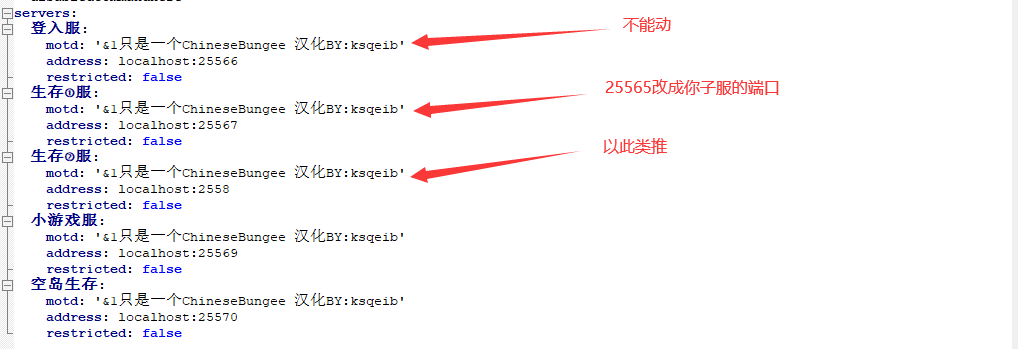 servers:
登入服:
motd: '&1只是一个ChineseBungee 汉化BY:ksqeib'
不能动
address: localhost:25566
restricted: false
生存①服:
motd: '&1只是一个ChineseBungee 汉化BY:ksqeib'
25565改成你子服的端口
address: localhost:25567
restricted: false
生存②服:
motd: '&1只是一个ChineseBungee 汉化BY:ksqeib'
以此类推
address: localhost:2558
restricted: false
小游戏服:
motd: '&1只是一个ChineseBungee 汉化BY:ksqeib'
address: localhost:25569
restricted: false
空岛生存:
motd: '&1只是一个ChineseBungee 汉化BY:ksqeib'
address: localhost:25570
restricted: false